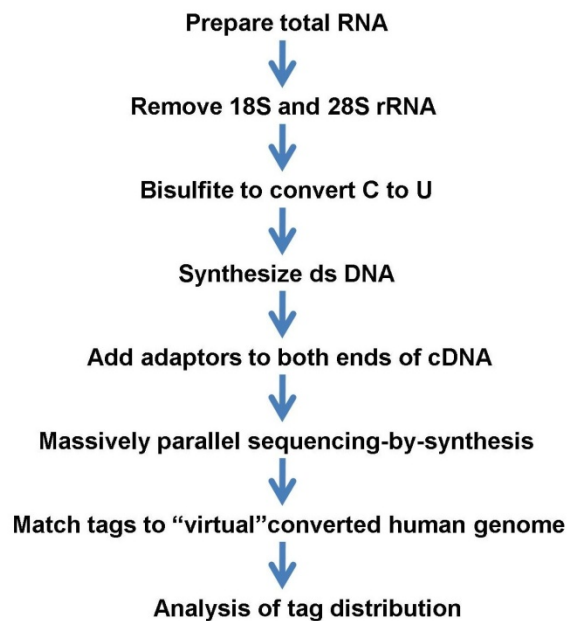 Prepare total RNA
Remove 18S and 28S rRNA
Bisulfite to convert C to U
Synthesize ds DNA
Add adaptors to both ends of cDNA
Massively parallel sequencing-by-synthesis
Match tags to “virtual”converted human genome
Analysis of tag distribution